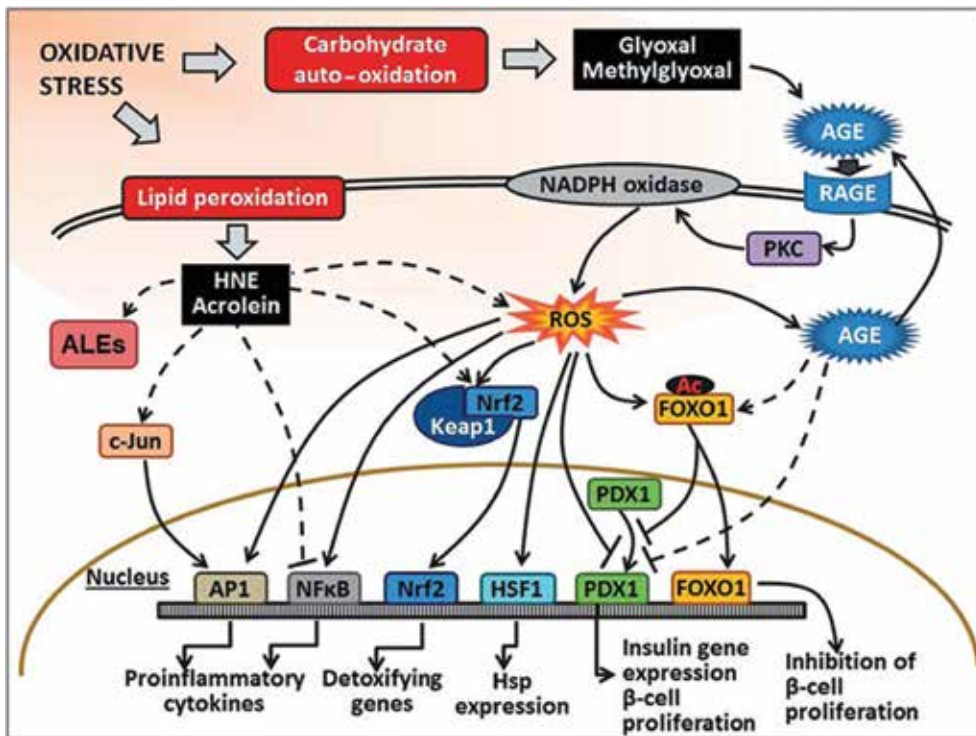 OXIDATIVE
STRESS
Carbohydrate
auto-oxidation
Glyoxal
Methylglyoxal
AGE
RAGE
Lipid peroxidation
NADPH oxidase
PKC
HNE
Acrolein
ALEs
ROS
AGE
Ac
FOXO1
Nrf2
Keap1
c-Jun
PDX1
Nucleus
AP1
NFκB
Nrf2
HSF1
PDX1
FOXO1
Proinflammatory
cytokines
Detoxifying
genes
Hsp
expression
Insulin gene
expression
β-cell
proliferation
Inhibition of
β-cell
proliferation